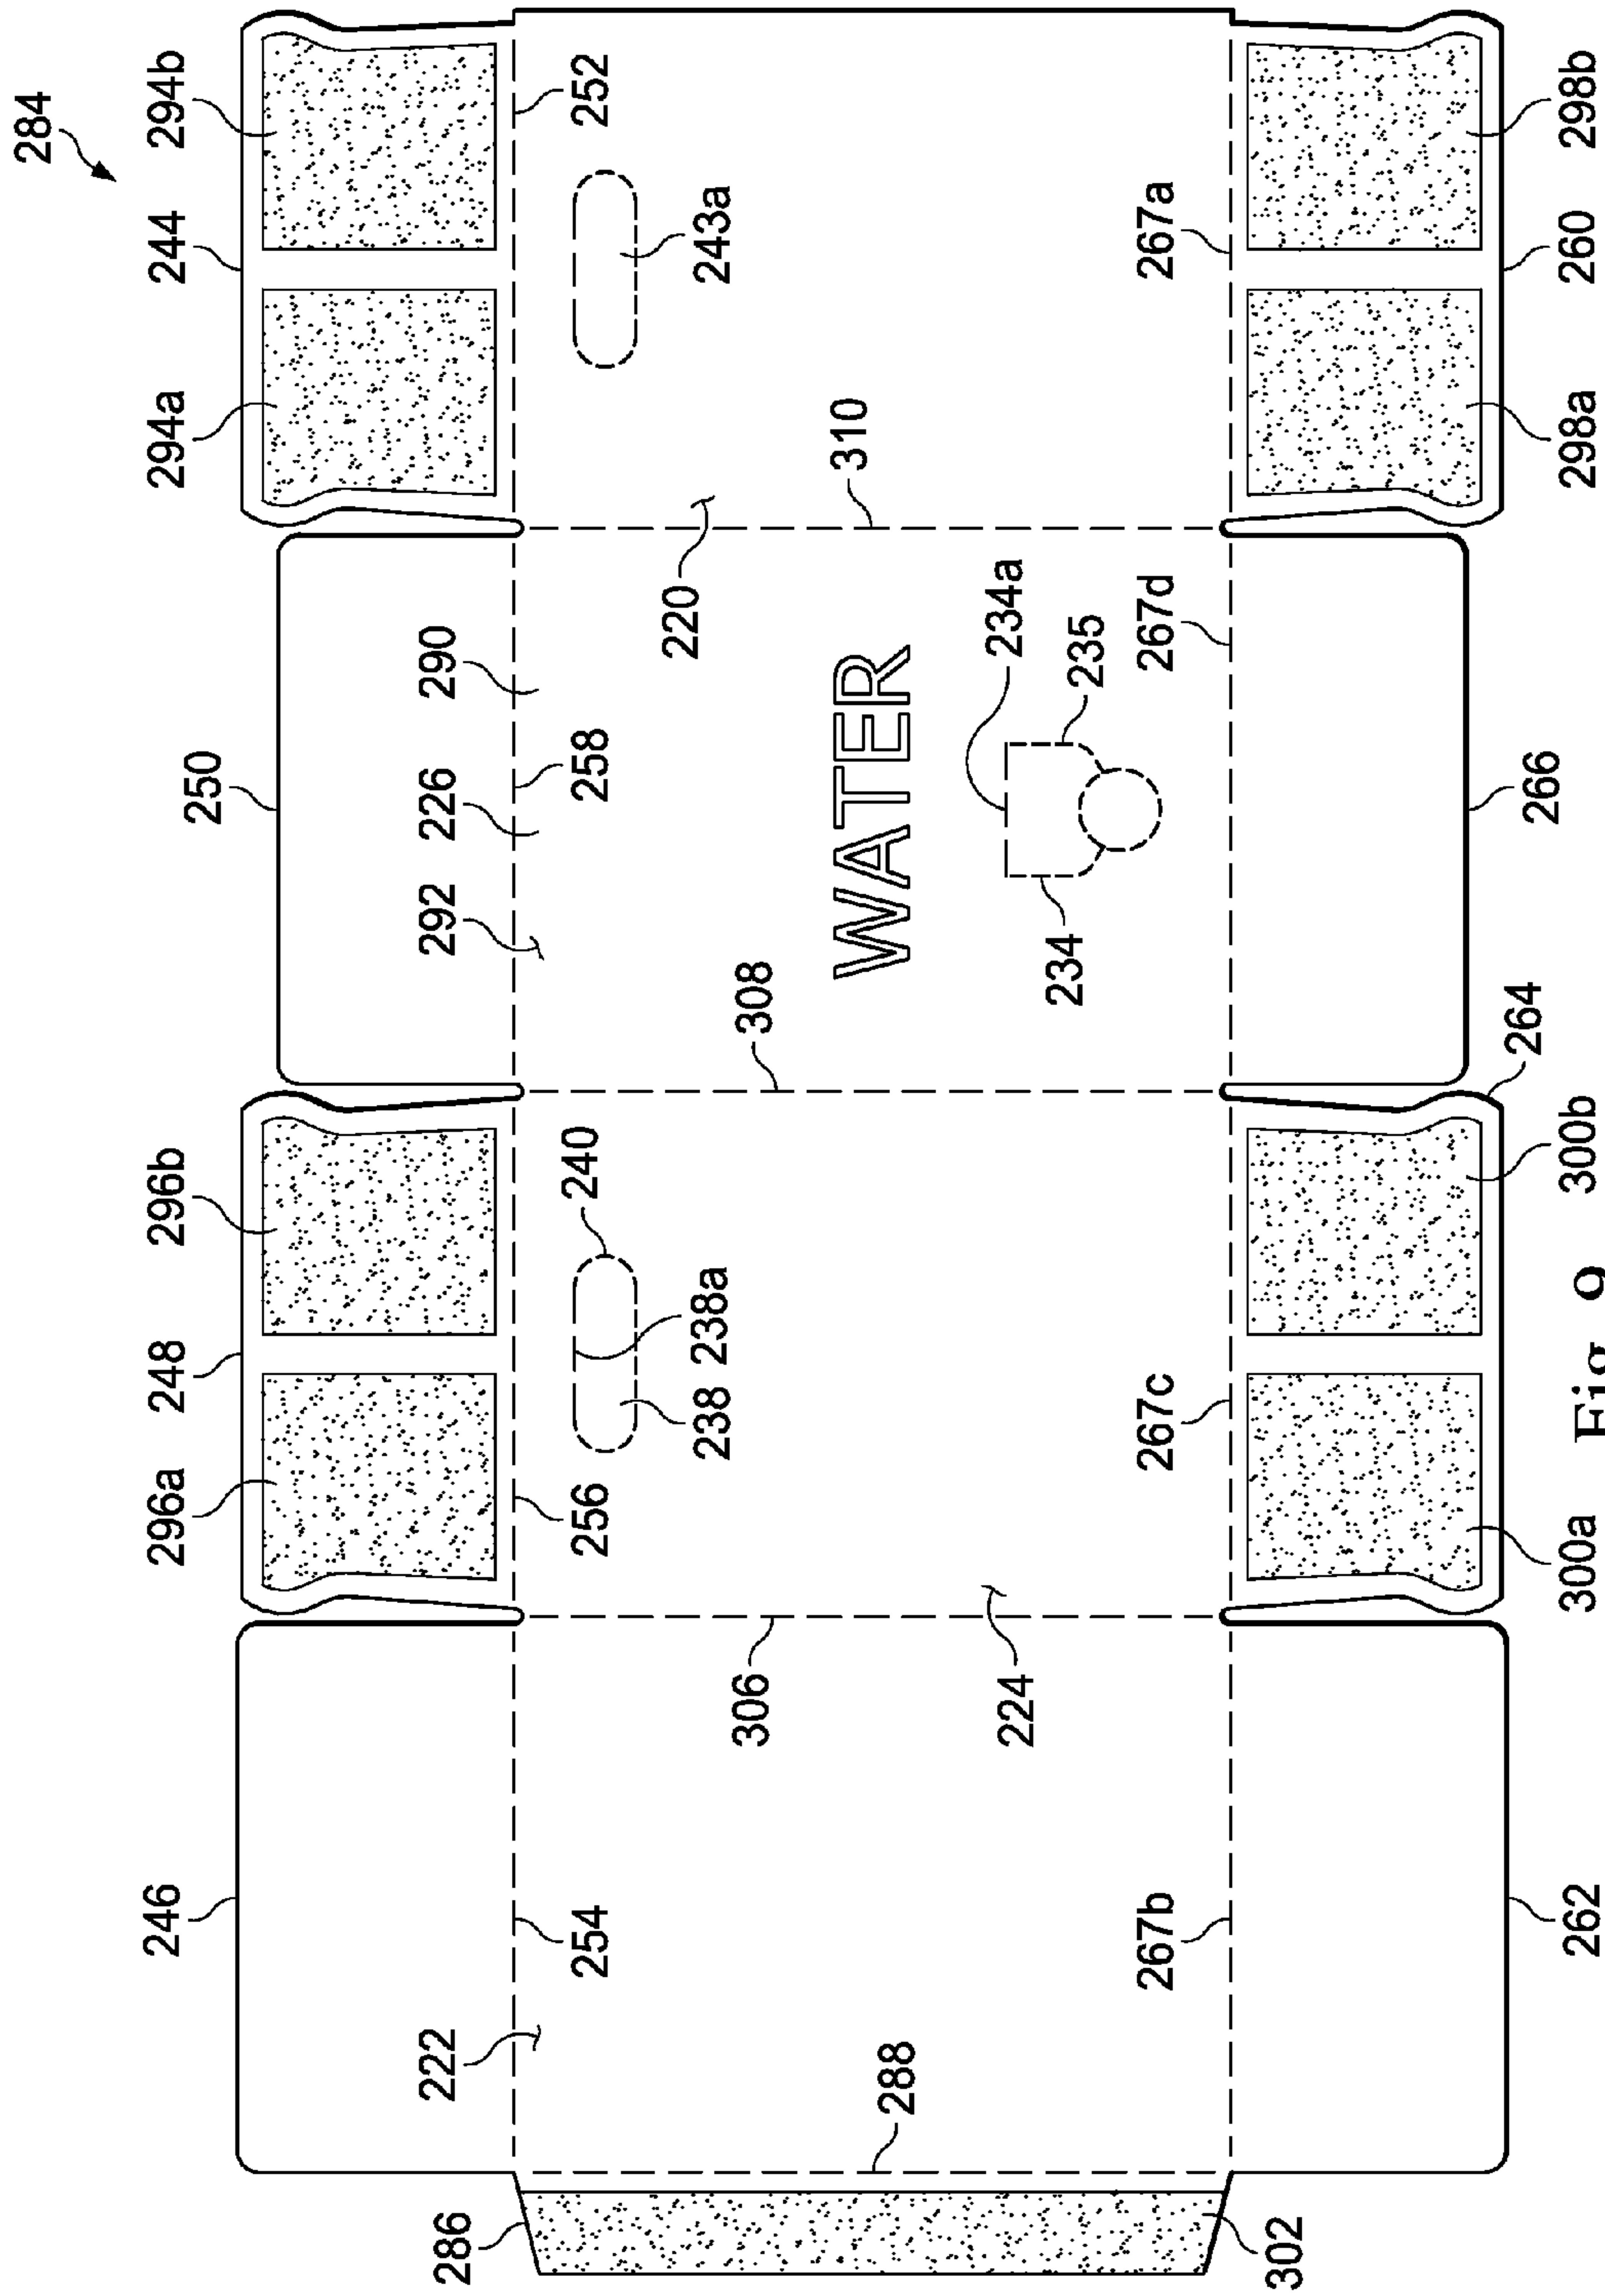 284
246 296a 248 296b 294a 244 294b
250
286 222 292 226 290
254 256 240 258 252
238 238a 220 243a
306 308
310
WATER
288
224 234a
234 235
267b 267c 267d 267a
302
264 266
262 300a 300b 298a 260 298b
Fig. 9